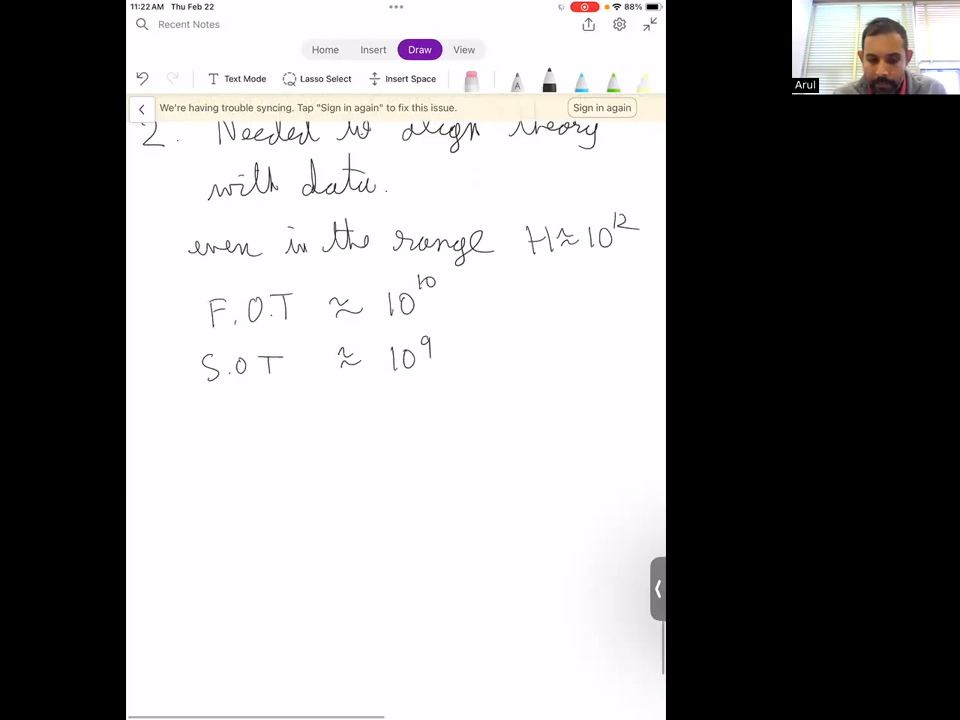 11:22 AM Thu Feb 22
88%
Recent Notes
Home Insert Draw View
Text Mode Lasso Select Insert Space
We're having trouble syncing. Tap "Sign in again" to fix this issue. Sign in again
2. Needed to align theory
with data.
even in the range H≈10^12
F.O.T ≈ 10^10
S.O T ≈ 10^9
Arul